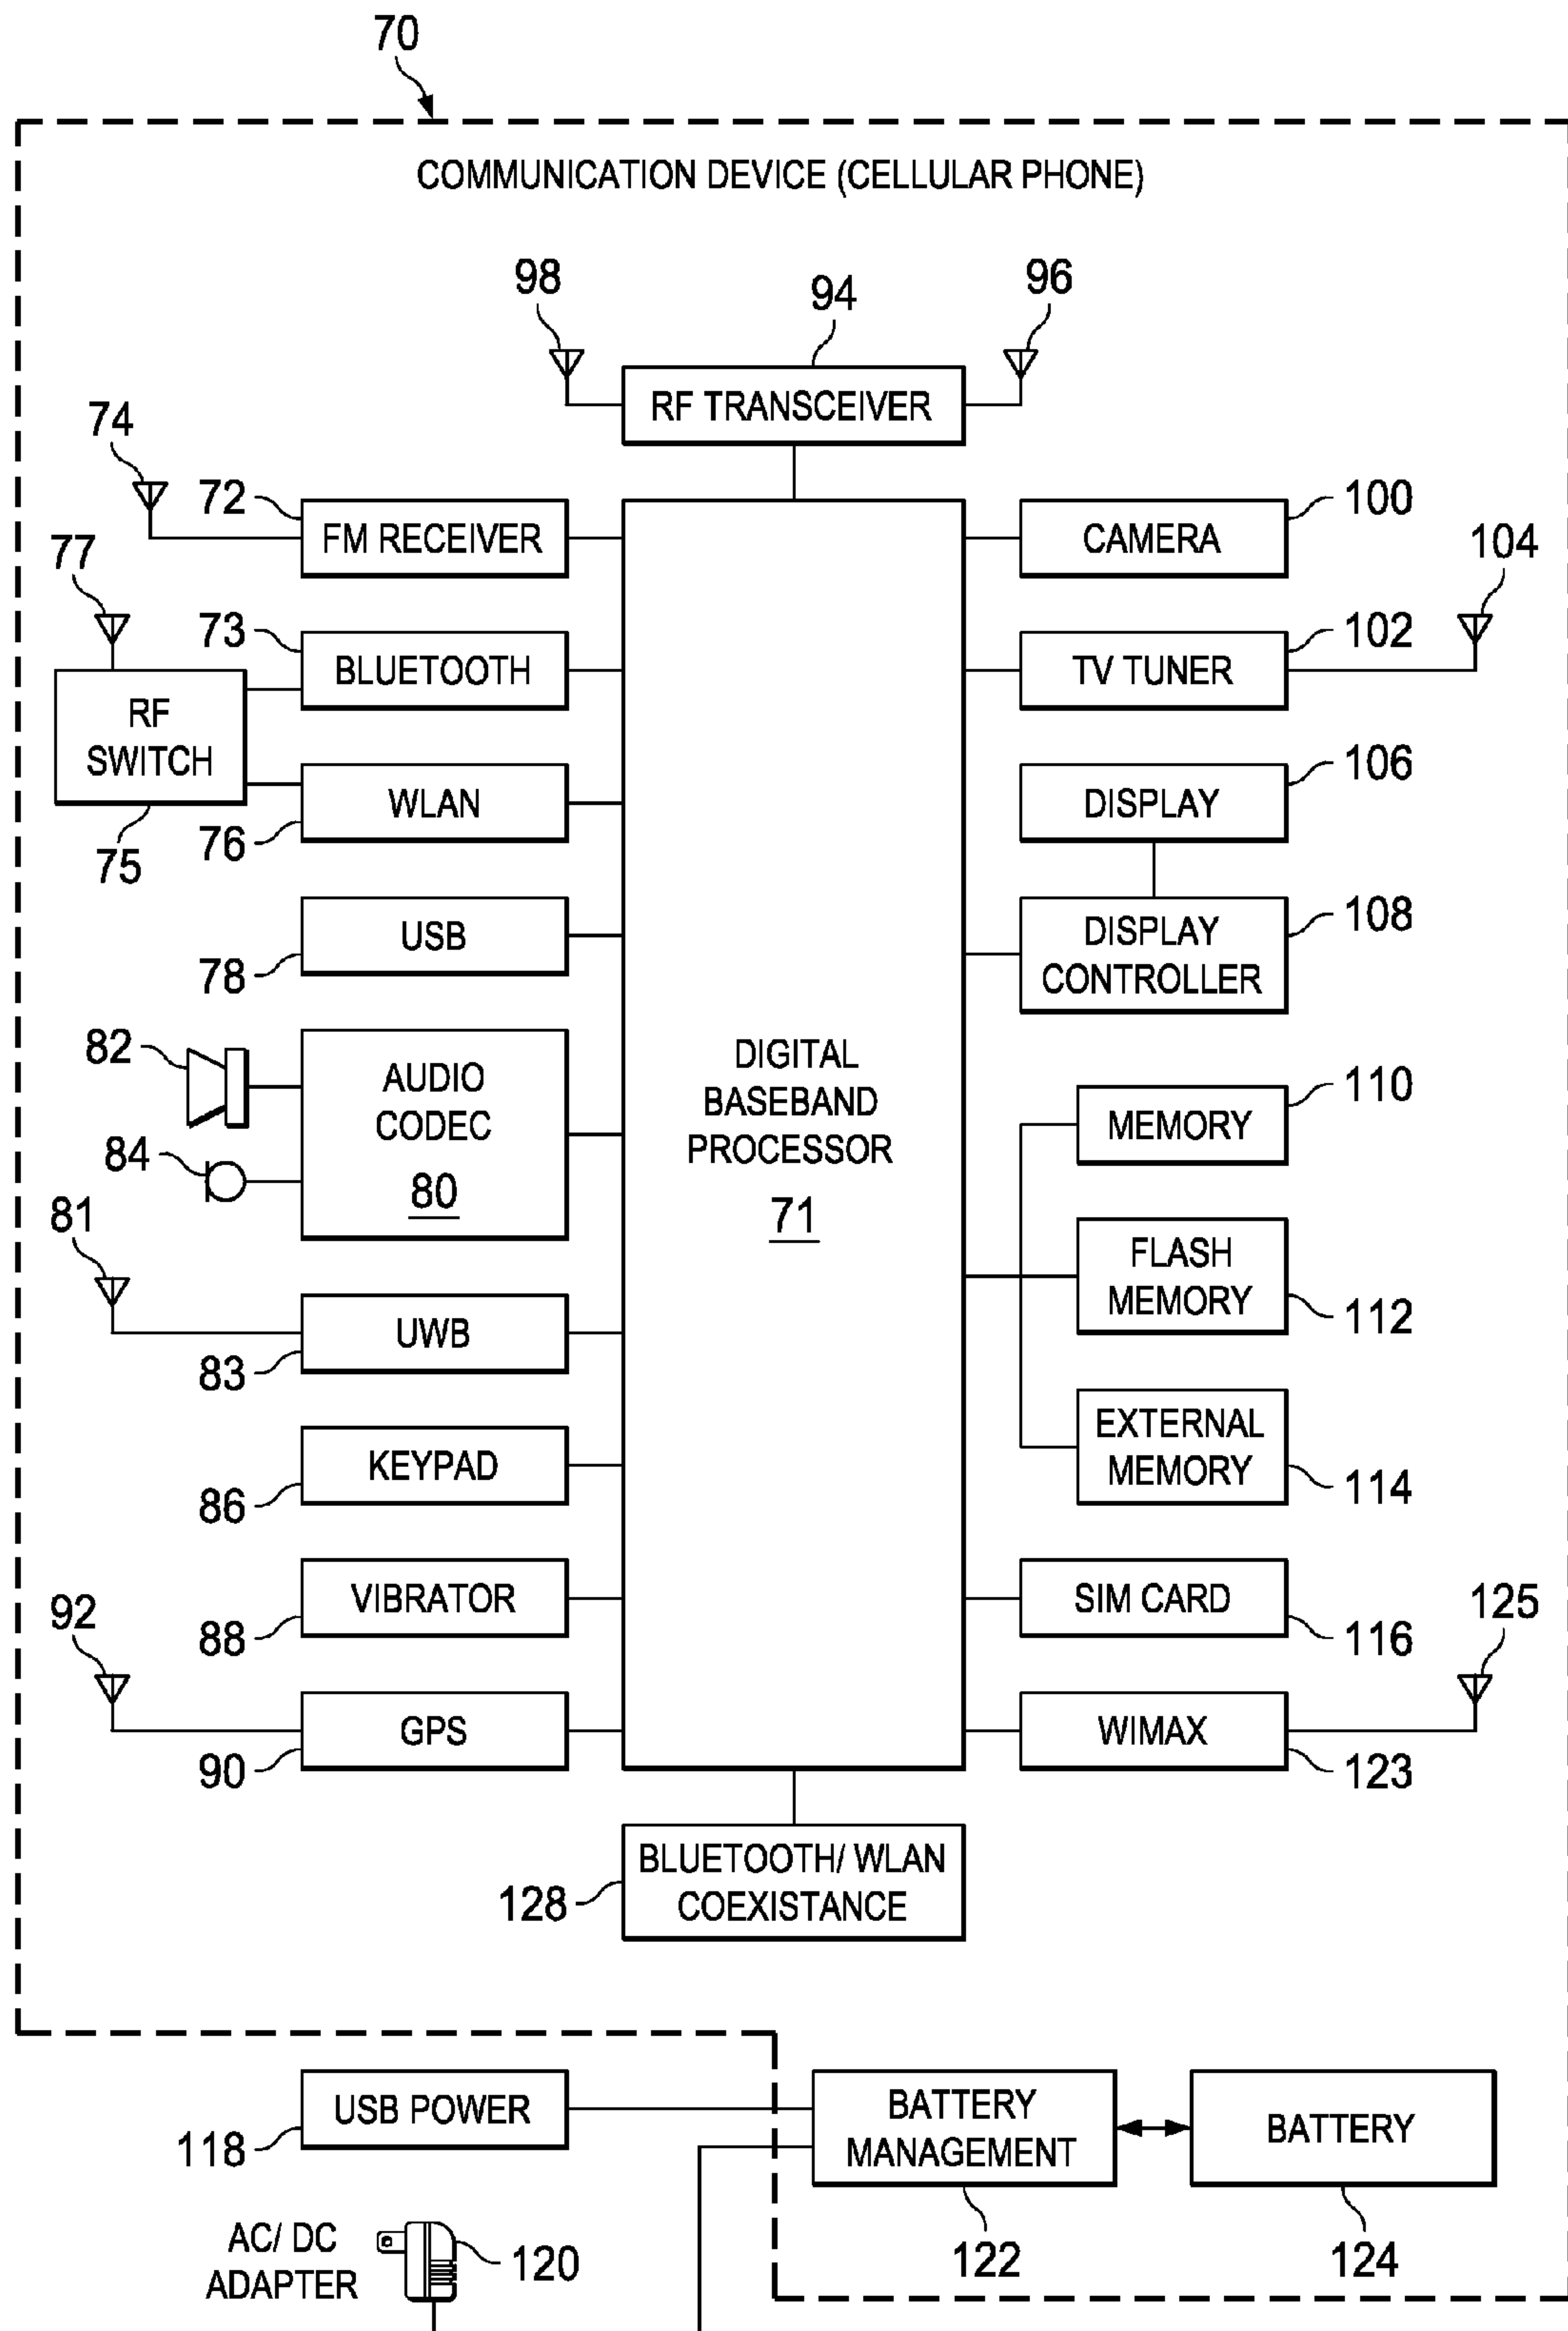 70
COMMUNICATION DEVICE (CELLULAR PHONE)
98
94
96
RF TRANSCEIVER
74
72
FM RECEIVER
CAMERA
100
77
73
BLUETOOTH
TV TUNER
102
104
RF
SWITCH
75
76
WLAN
DISPLAY
106
78
USB
DISPLAY
CONTROLLER
108
82
84
AUDIO
CODEC
80
DIGITAL
BASEBAND
PROCESSOR
71
MEMORY
110
81
83
UWB
FLASH
MEMORY
112
86
KEYPAD
EXTERNAL
MEMORY
114
88
VIBRATOR
SIM CARD
116
92
90
GPS
WIMAX
123
125
128
BLUETOOTH/ WLAN
COEXISTANCE
USB POWER
118
BATTERY
MANAGEMENT
122
BATTERY
124
AC/ DC
ADAPTER
120